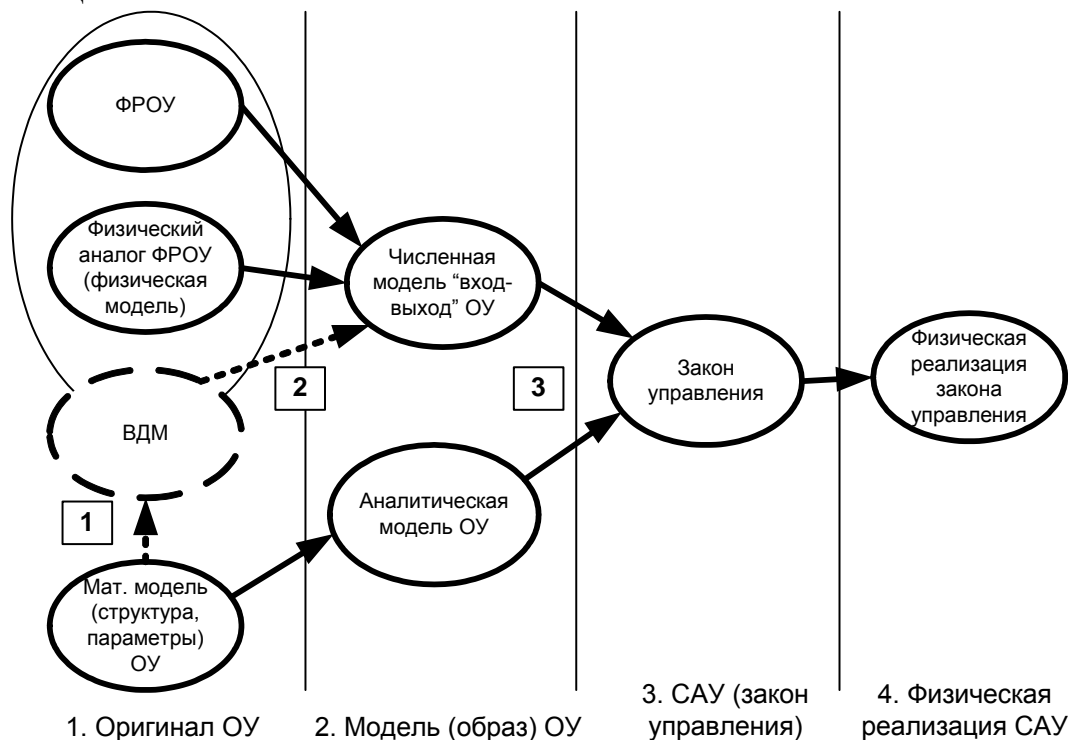 ФРОУ
Физический
аналог ФРОУ
(физическая
модель)
Численная
модель “вход-
выход” ОУ
2
3
Закон
управления
Физическая
реализация
закона
управления
ВДМ
1
Аналитическая
модель ОУ
Мат. модель
(структура,
параметры)
ОУ
1. Оригинал ОУ
2. Модель (образ) ОУ
3. САУ (закон
управления)
4. Физическая
реализация САУ